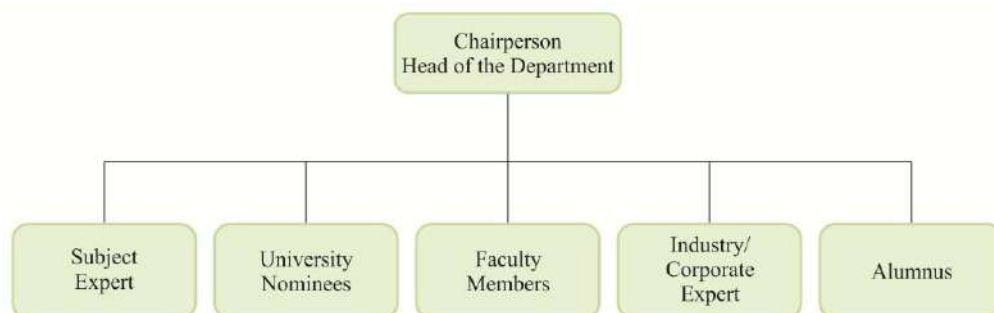 Chairperson
Head of the Department
Subject
Expert
University
Nominees
Faculty
Members
Industry/
Corporate
Expert
Alumnus